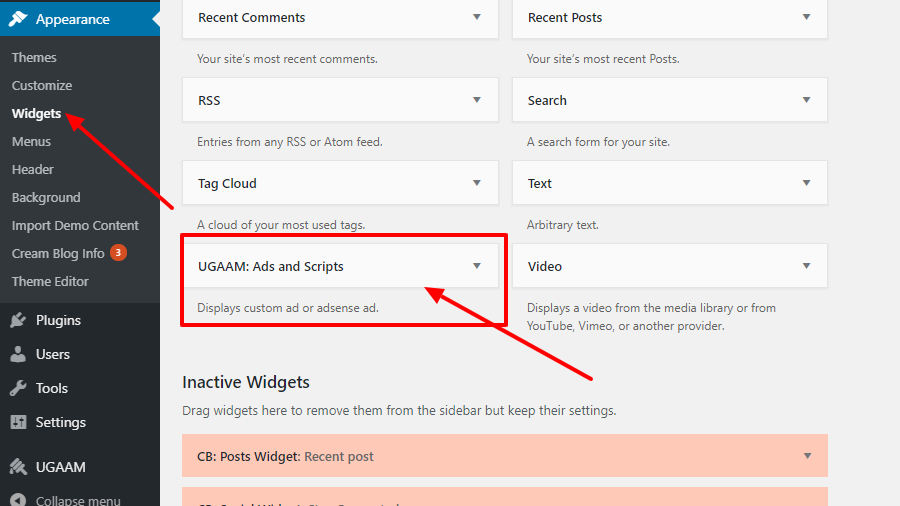 Appearance
Themes
Customize
Widgets
Menus
Header
Background
Import Demo Content
Cream Blog Info 3
Theme Editor
Plugins
Users
Tools
Settings
UGAAM
Collapse menu
Recent Comments
Your site's most recent comments.
Recent Posts
Your site's most recent Posts.
RSS
Entries from any RSS or Atom feed.
Search
A search form for your site.
Tag Cloud
A cloud of your most used tags.
Text
Arbitrary text.
UGAAM: Ads and Scripts
Displays custom ad or adsense ad.
Video
Displays a video from the media library or from
YouTube, Vimeo, or another provider.
Inactive Widgets
Drag widgets here to remove them from the sidebar but keep their settings.
CB: Posts Widget: Recent post